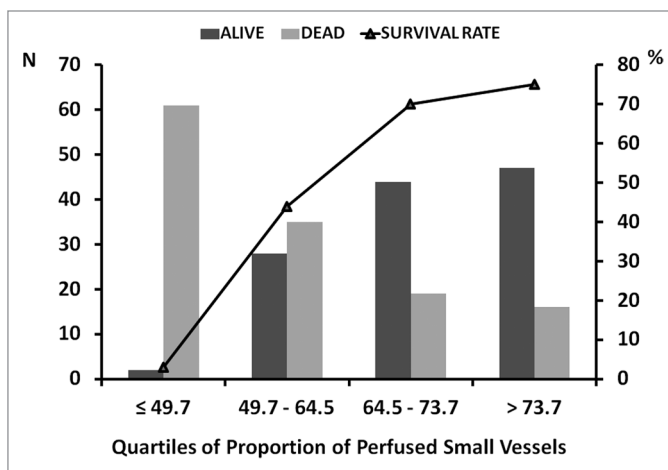 ALIVE DEAD SURVIVAL RATE
N %
70 80
60 70
50 60
40 50
30 40
20 30
10 20
0 10
0
≤ 49.7 49.7 - 64.5 64.5 - 73.7 > 73.7
Quartiles of Proportion of Perfused Small Vessels